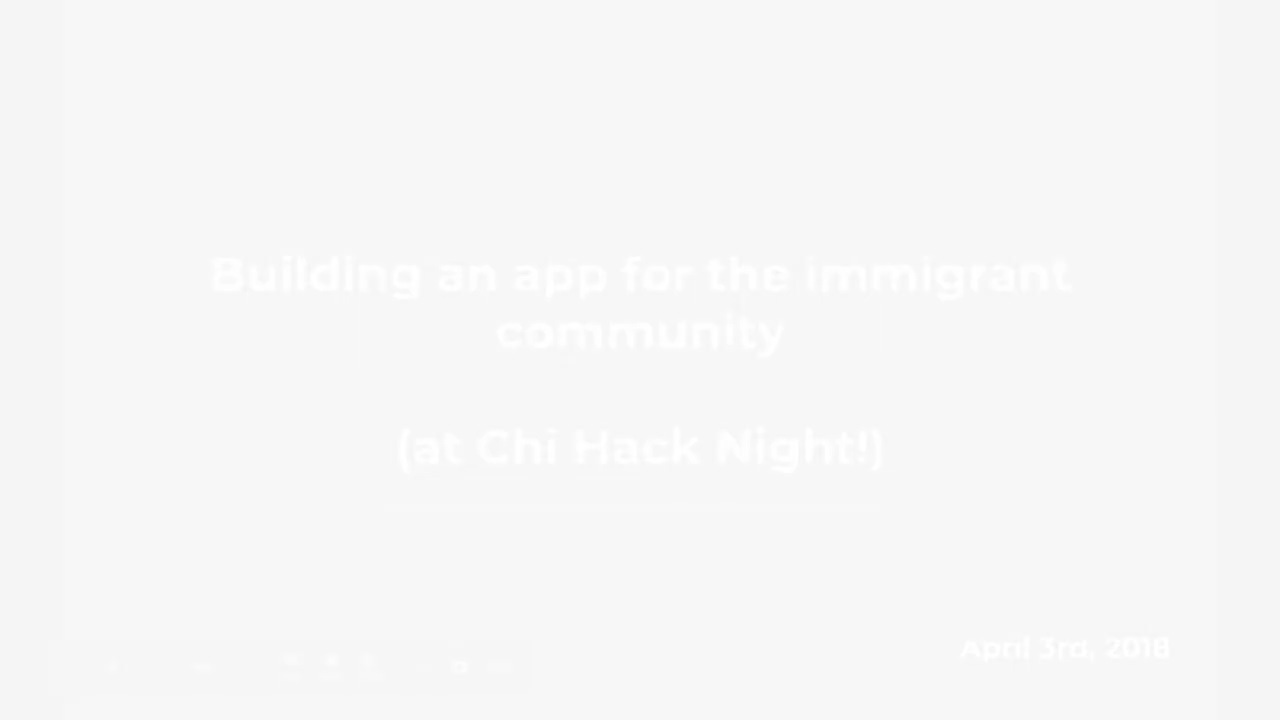 Building an app for the immigrant
community
(at Chi Hack Night!)
April 3rd, 2018